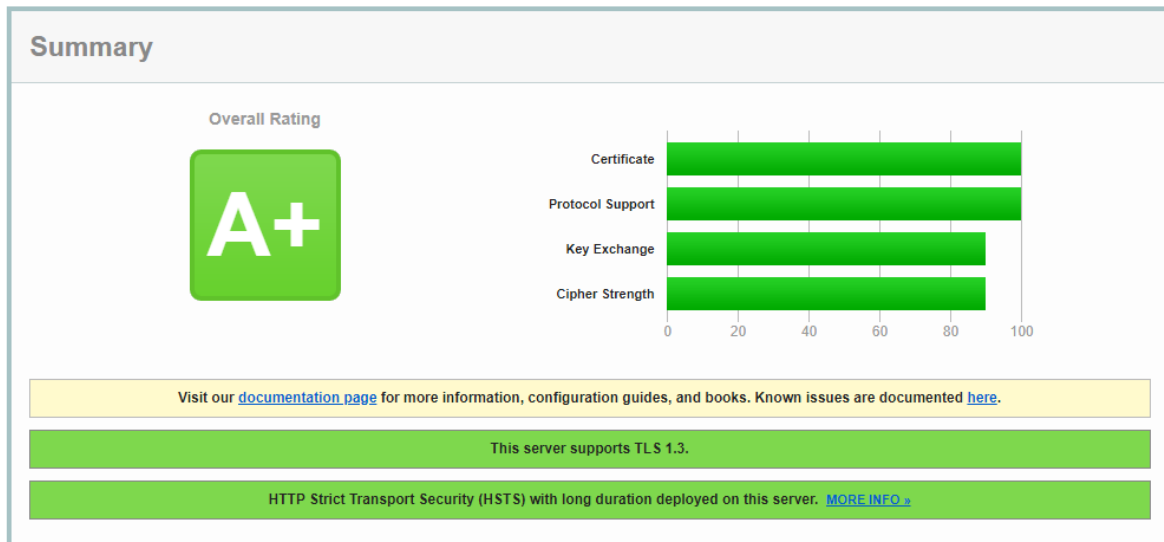 Summary
Overall Rating
A+
Certificate
Protocol Support
Key Exchange
Cipher Strength
0 20 40 60 80 100
Visit our documentation page for more information, configuration guides, and books. Known issues are documented here.
This server supports TLS 1.3.
HTTP Strict Transport Security (HSTS) with long duration deployed on this server. MORE INFO »